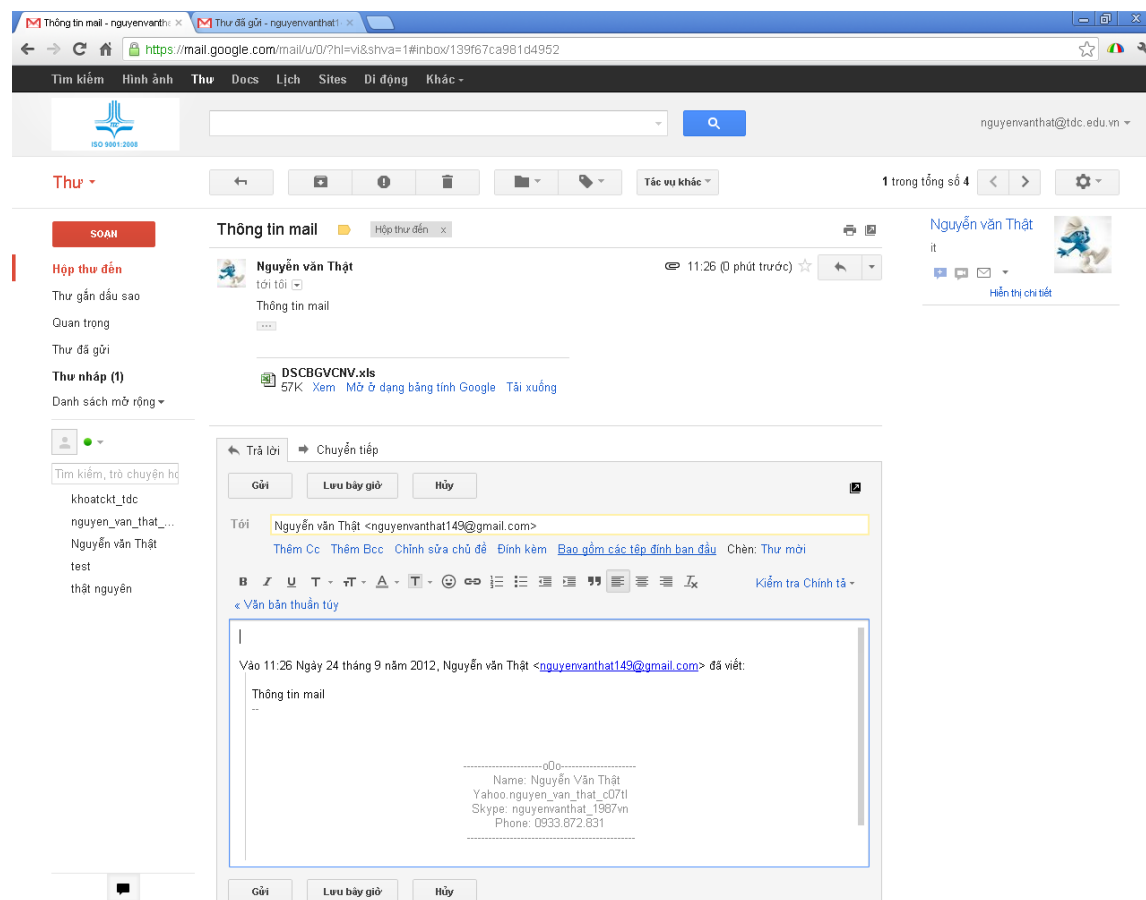 Thông tin mail - nguyenvanth
Thư đã gửi - nguyenvanthat1
https://mail.google.com/mail/u/0/?hl=vi&shva=1#inbox/139f67ca981d4952
Tìm kiếm Hình ảnh Thư Docs Lịch Sites Di động Khác
TDC
ISO 9001:2008
nguyenvanthat@tdc.edu.vn
Thư
Tác vụ khác
1 trong tổng số 4
SOẠN
Thông tin mail Hộp thư đến x
Nguyễn văn Thật
it
Hiển thị chi tiết
Hộp thư đến
Thư gắn dấu sao
Quan trọng
Thư đã gửi
Thư nháp (1)
Danh sách mở rộng
Nguyễn văn Thật 11:26 (0 phút trước)
tới tôi
Thông tin mail
...
DSCBGVCNV.xls
57K Xem Mở ở dạng bảng tính Google Tải xuống
Tìm kiếm, trò chuyện hoặ
khoatckt_tdc
nguyen_van_that_...
Nguyễn văn Thật
test
thật nguyên
Trả lời Chuyển tiếp
Gửi Lưu bây giờ Hủy
Tới Nguyễn văn Thật <nguyenvanthat149@gmail.com>
Thêm Cc Thêm Bcc Chỉnh sửa chủ đề Đính kèm Bao gồm các tệp đính ban đầu Chèn: Thư mời
B I U T T A T Kiểm tra Chính tả
« Văn bản thuần túy
Vào 11:26 Ngày 24 tháng 9 năm 2012, Nguyễn văn Thật <nguyenvanthat149@gmail.com> đã viết:
Thông tin mail
--
----------------------o0o---------------------
Name: Nguyễn Văn Thật
Yahoo.nguyen_van_that_c07tl
Skype: nguyenvanthat_1987vn
Phone: 0933.872.831
-----------------------------------------------
Gửi Lưu bây giờ Hủy